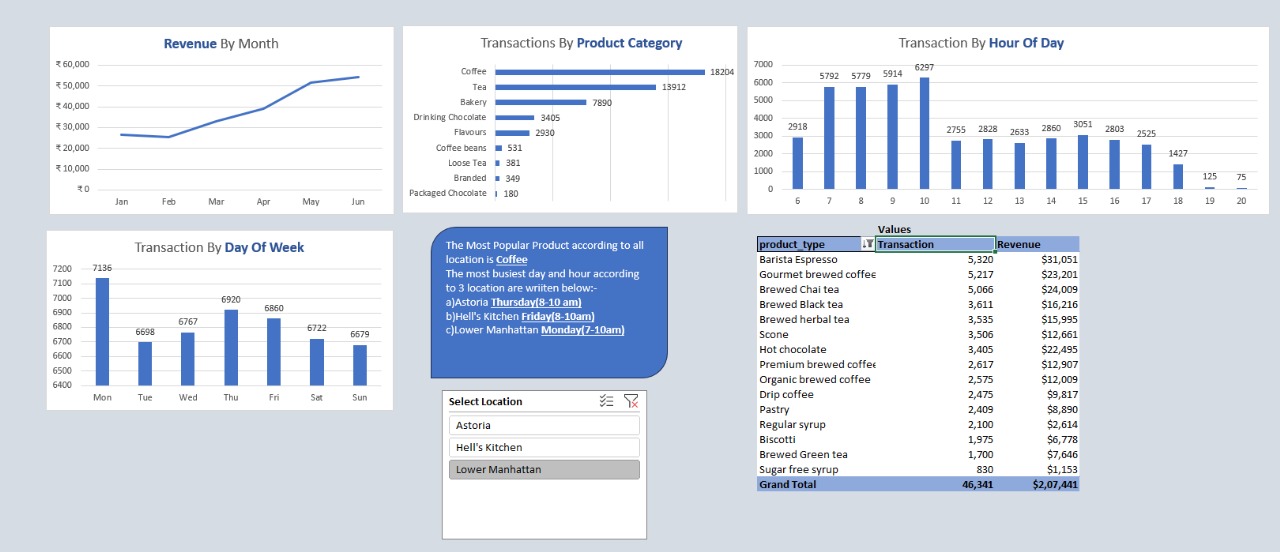 Revenue By Month
₹ 60,000
₹ 50,000
₹ 40,000
₹ 30,000
₹ 20,000
₹ 10,000
₹ 0
Jan Feb Mar Apr May Jun
Transactions By Product Category
Coffee 18204
Tea 13912
Bakery 7890
Drinking Chocolate 3405
Flavours 2930
Coffee beans 531
Loose Tea 381
Branded 349
Packaged Chocolate 180
Transaction By Hour Of Day
7000
6000
5000
4000
3000
2000
1000
0
2918 5792 5779 5914 6297 2755 2828 2633 2860 3051 2803 2525 1427 125 75
6 7 8 9 10 11 12 13 14 15 16 17 18 19 20
Transaction By Day Of Week
7200
7100
7000
6900
6800
6700
6600
6500
6400
7136 6698 6767 6920 6860 6722 6679
Mon Tue Wed Thu Fri Sat Sun
The Most Popular Product according to all
location is Coffee
The most busiest day and hour according
to 3 location are wriiten below:-
a)Astoria Thursday(8-10 am)
b)Hell's Kitchen Friday(8-10am)
c)Lower Manhattan Monday(7-10am)
Select Location
Astoria
Hell's Kitchen
Lower Manhattan
Values
product_type Transaction Revenue
Barista Espresso 5,320 $31,051
Gourmet brewed coffee 5,217 $23,201
Brewed Chai tea 5,066 $24,009
Brewed Black tea 3,611 $16,216
Brewed herbal tea 3,535 $15,995
Scone 3,506 $12,661
Hot chocolate 3,405 $22,495
Premium brewed coffee 2,617 $12,907
Organic brewed coffee 2,575 $12,009
Drip coffee 2,475 $9,817
Pastry 2,409 $8,890
Regular syrup 2,100 $2,614
Biscotti 1,975 $6,778
Brewed Green tea 1,700 $7,646
Sugar free syrup 830 $1,153
Grand Total 46,341 $2,07,441